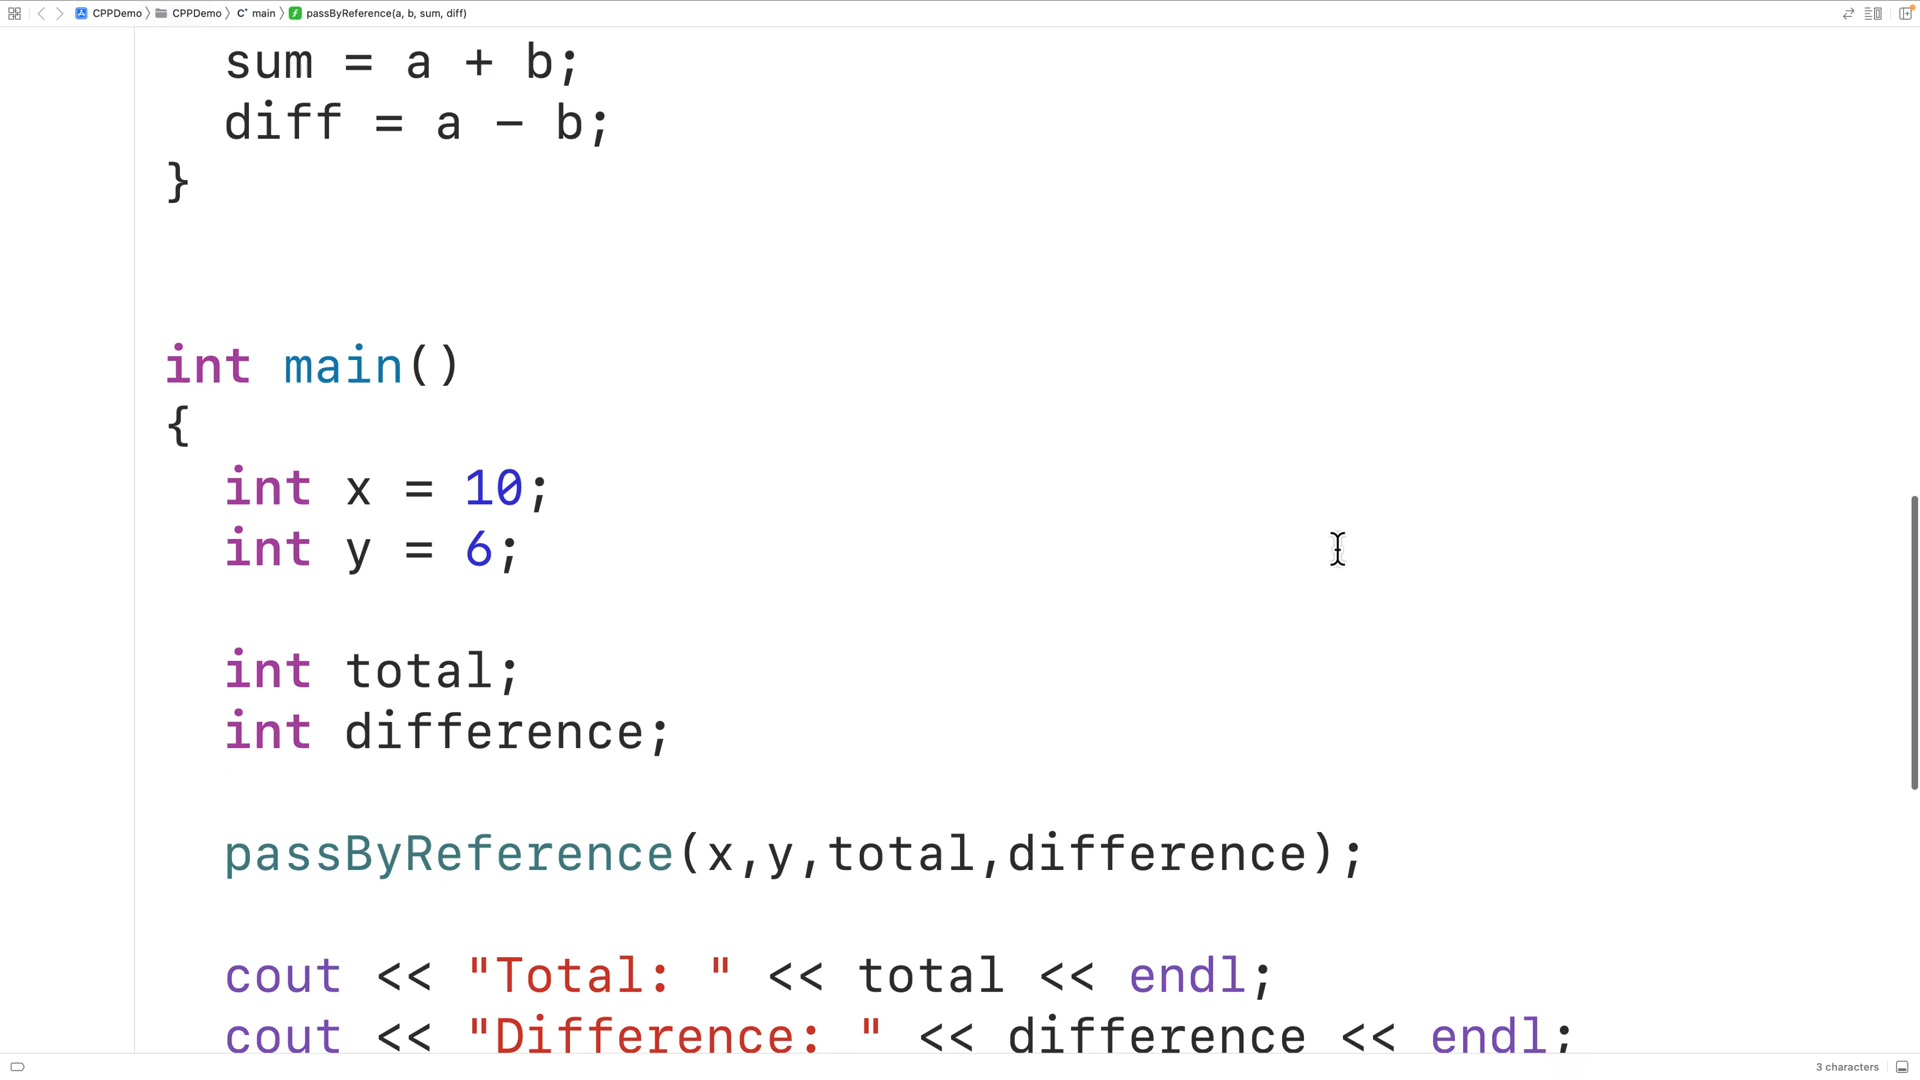 CPPDemo CPPDemo C+ main f passByReference(a, b, sum, diff)
sum = a + b;
diff = a - b;
}
int main()
{
int x = 10;
int y = 6;
int total;
int difference;
passByReference(x,y,total,difference);
cout << "Total: " << total << endl;
cout << "Difference: " << difference << endl;
3 characters